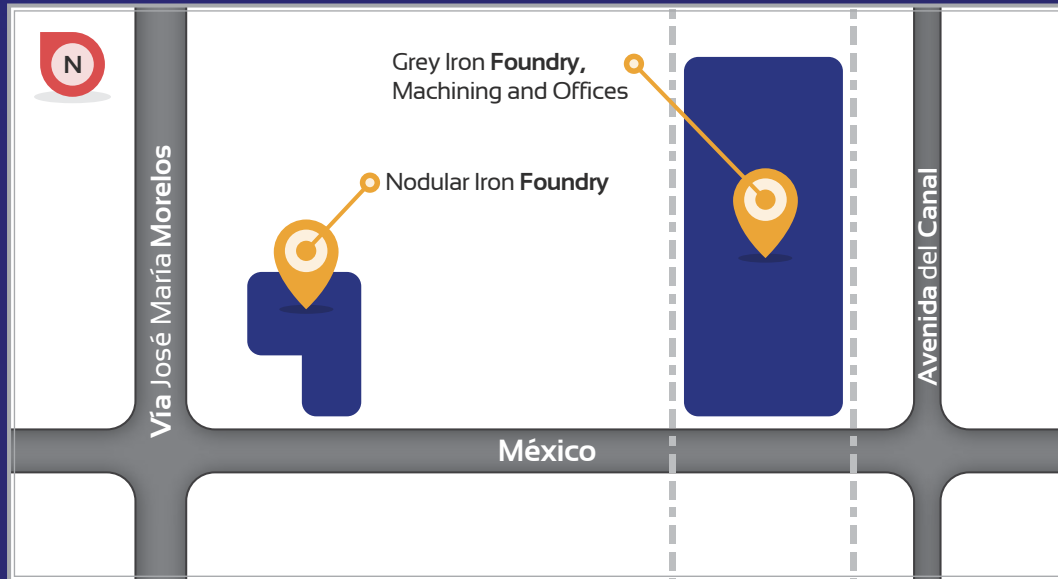 N
Grey Iron Foundry,
Machining and Offices
Nodular Iron Foundry
Vía José María Morelos
Avenida del Canal
México